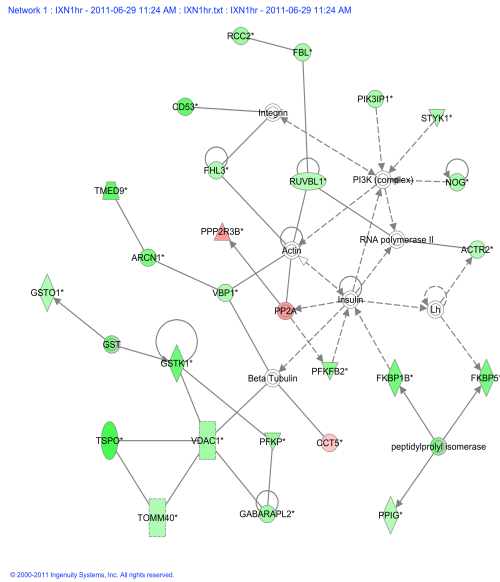 Network 1 : IXN1hr - 2011-06-29 11:24 AM : IXN1hr.txt : IXN1hr - 2011-06-29 11:24 AM
RCC2*
FBL*
PIK3IP1*
CD53*
Integrin
STYK1*
FHL3*
RUVBL1*
PI3K (complex)
NOG*
TMED9*
PPP2R3B*
RNA polymerase II
Actin
ACTR2*
ARCN1*
GSTO1*
VBP1*
Insulin
PP2A
Lh
GST
GSTK1*
PFKFB2*
Beta Tubulin
FKBP1B*
FKBP5*
TSPO*
VDAC1*
PFKP*
CCT5*
peptidylprolyl isomerase
TOMM40*
GABARAPL2*
PPIG*
© 2000-2011 Ingenuity Systems, Inc. All rights reserved.